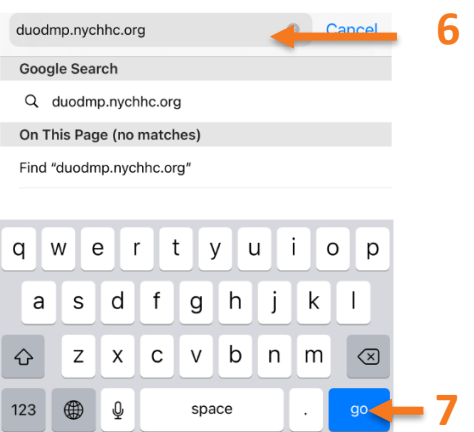 duodmp.nychhc.org Cancel 6
Google Search
duodmp.nychhc.org
On This Page (no matches)
Find “duodmp.nychhc.org”
q w e r t y u i o p
a s d f g h j k l
z x c v b n m
123 space . go 7